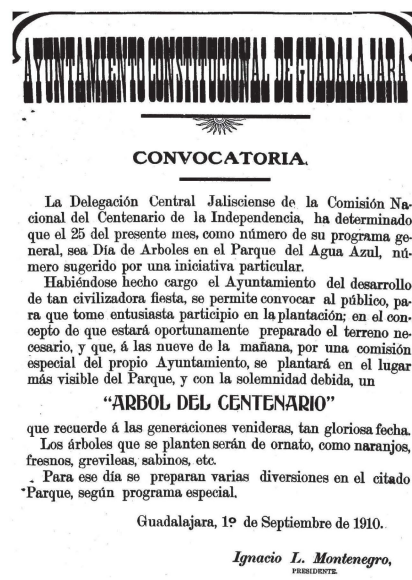 AYUNTAMIENTO CONSTITUCIONAL DE GUADALAJARA
CONVOCATORIA.
La Delegación Central Jalisciense de la Comisión Na-
cional del Centenario de la Independencia, ha determinado
que el 25 del presente mes, como número de su programa ge-
neral, sea Día de Arboles en el Parque del Agua Azul, nú-
mero sugerido por una iniciativa particular.
Habiéndose hecho cargo el Ayuntamiento del desarrollo
de tan civilizadora fiesta, se permite convocar al público, pa-
ra que tome entusiasta participio en la plantación; en el con-
cepto de que estará oportunamente preparado el terreno ne-
cesario, y que, á las nueve de la mañana, por una comisión
especial del propio Ayuntamiento, se plantará en el lugar
más visible del Parque, y con la solemnidad debida, un
"ARBOL DEL CENTENARIO"
que recuerde á las generaciones venideras, tan gloriosa fecha.
Los árboles que se planten serán de ornato, como naranjos,
fresnos, grevileas, sabinos, etc.
Para ese día se preparan varias diversiones en el citado
Parque, según programa especial.
Guadalajara, 1º de Septiembre de 1910.
Ignacio L. Montenegro,
PRESIDENTE.